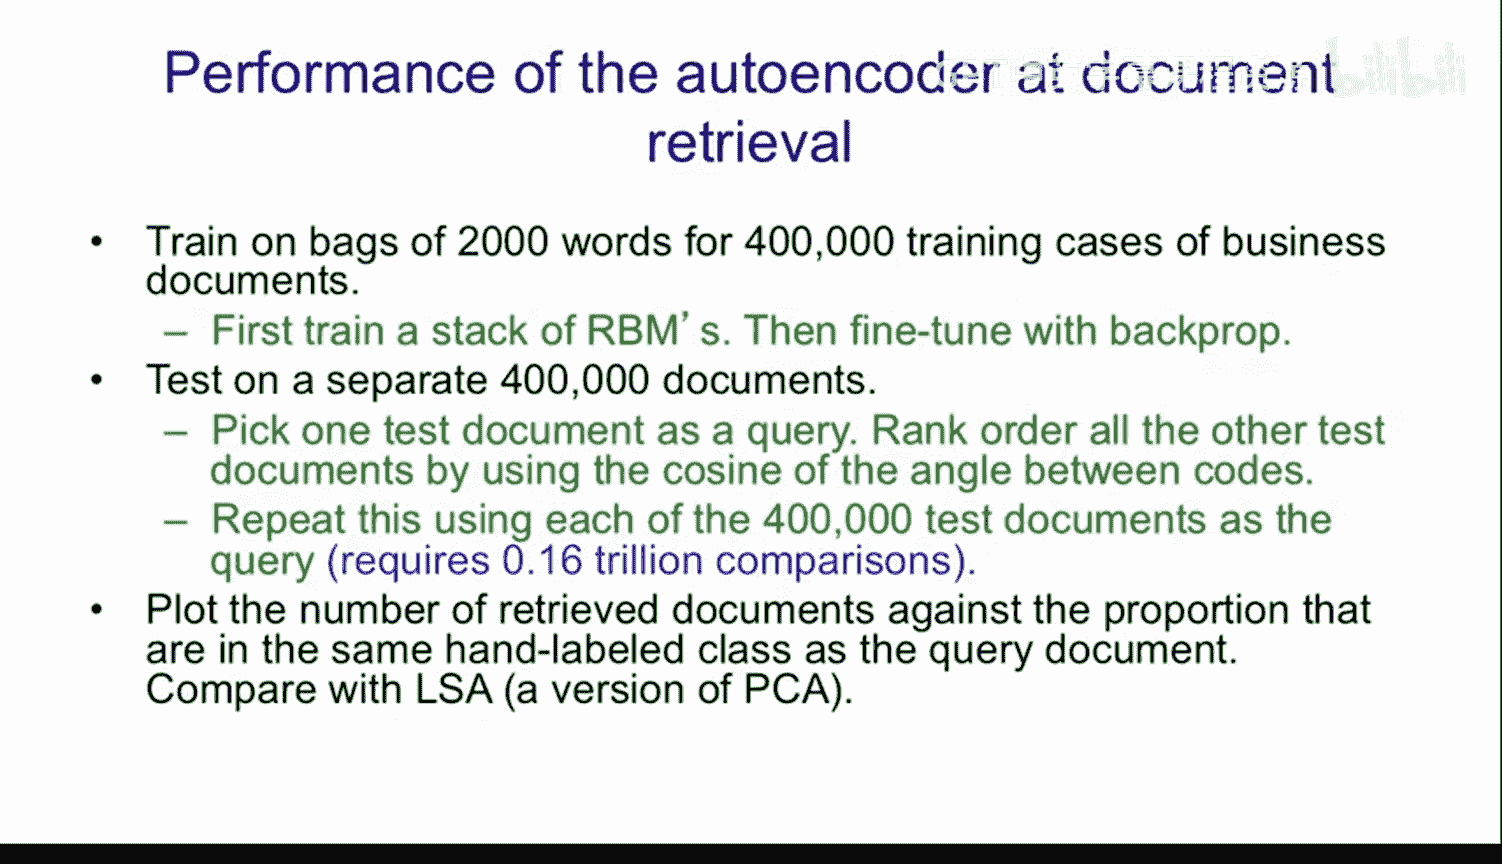 Performance of the autoencoder at document
retrieval
• Train on bags of 2000 words for 400,000 training cases of business
documents.
– First train a stack of RBM’ s. Then fine-tune with backprop.
• Test on a separate 400,000 documents.
– Pick one test document as a query. Rank order all the other test
documents by using the cosine of the angle between codes.
– Repeat this using each of the 400,000 test documents as the
query (requires 0.16 trillion comparisons).
• Plot the number of retrieved documents against the proportion that
are in the same hand-labeled class as the query document.
Compare with LSA (a version of PCA).
bilibili